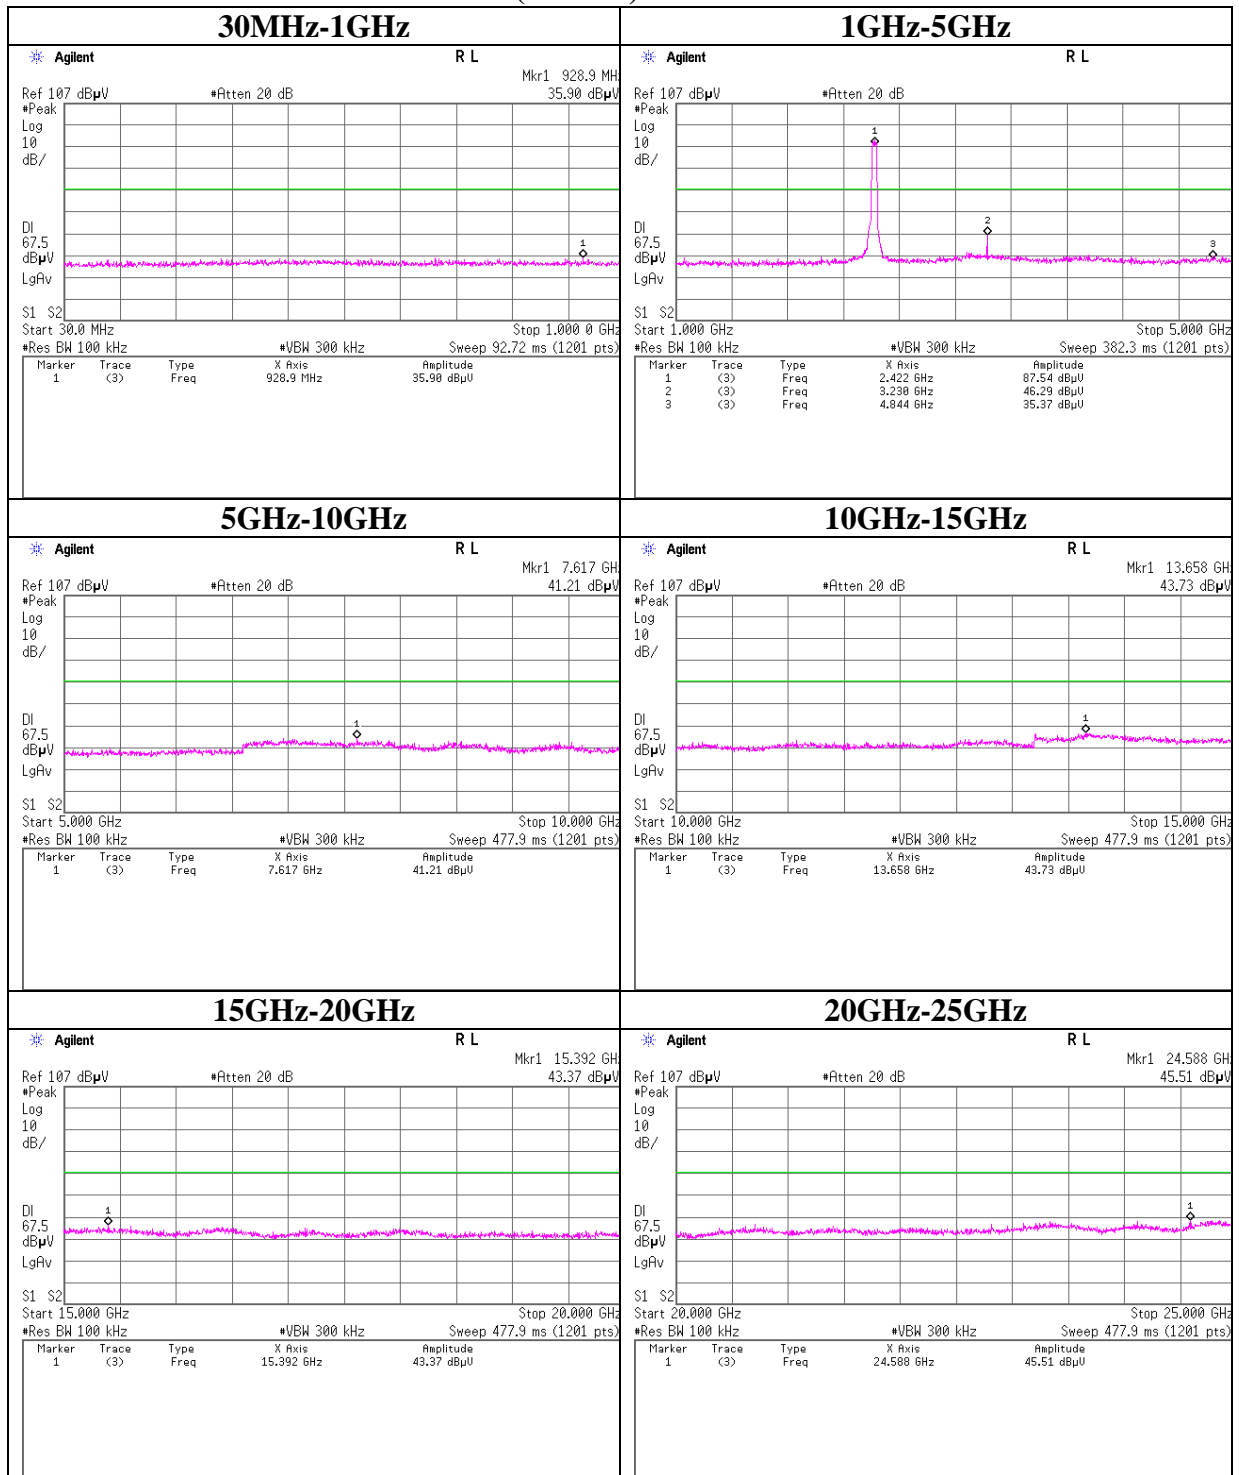 30MHz-1GHz
Agilent R L
Mkr1 928.9 MH
Ref 107 dBµV #Atten 20 dB 35.90 dBµV
#Peak
Log
10
dB/
1
DI
67.5
dBµV
LgAv
S1 S2
Start 30.0 MHz Stop 1.000 0 GHz
#Res BW 100 kHz #VBW 300 kHz Sweep 92.72 ms (1201 pts)
Marker Trace Type X Axis Amplitude
1 (3) Freq 928.9 MHz 35.90 dBµV
1GHz-5GHz
Agilent R L
Ref 107 dBµV #Atten 20 dB
#Peak
Log
10
dB/
1
2
3
DI
67.5
dBµV
LgAv
S1 S2
Start 1.000 GHz Stop 5.000 GHz
#Res BW 100 kHz #VBW 300 kHz Sweep 382.3 ms (1201 pts)
Marker Trace Type X Axis Amplitude
1 (3) Freq 2.422 GHz 87.54 dBµV
2 (3) Freq 3.230 GHz 46.29 dBµV
3 (3) Freq 4.844 GHz 35.37 dBµV
5GHz-10GHz
Agilent R L
Mkr1 7.617 GH
Ref 107 dBµV #Atten 20 dB 41.21 dBµV
#Peak
Log
10
dB/
1
DI
67.5
dBµV
LgAv
S1 S2
Start 5.000 GHz Stop 10.000 GHz
#Res BW 100 kHz #VBW 300 kHz Sweep 477.9 ms (1201 pts)
Marker Trace Type X Axis Amplitude
1 (3) Freq 7.617 GHz 41.21 dBµV
10GHz-15GHz
Agilent R L
Mkr1 13.658 GH
Ref 107 dBµV #Atten 20 dB 43.73 dBµV
#Peak
Log
10
dB/
1
DI
67.5
dBµV
LgAv
S1 S2
Start 10.000 GHz Stop 15.000 GHz
#Res BW 100 kHz #VBW 300 kHz Sweep 477.9 ms (1201 pts)
Marker Trace Type X Axis Amplitude
1 (3) Freq 13.658 GHz 43.73 dBµV
15GHz-20GHz
Agilent R L
Mkr1 15.392 GH
Ref 107 dBµV #Atten 20 dB 43.37 dBµV
#Peak
Log
10
dB/
1
DI
67.5
dBµV
LgAv
S1 S2
Start 15.000 GHz Stop 20.000 GHz
#Res BW 100 kHz #VBW 300 kHz Sweep 477.9 ms (1201 pts)
Marker Trace Type X Axis Amplitude
1 (3) Freq 15.392 GHz 43.37 dBµV
20GHz-25GHz
Agilent R L
Mkr1 24.588 GH
Ref 107 dBµV #Atten 20 dB 45.51 dBµV
#Peak
Log
10
dB/
1
DI
67.5
dBµV
LgAv
S1 S2
Start 20.000 GHz Stop 25.000 GHz
#Res BW 100 kHz #VBW 300 kHz Sweep 477.9 ms (1201 pts)
Marker Trace Type X Axis Amplitude
1 (3) Freq 24.588 GHz 45.51 dBµV